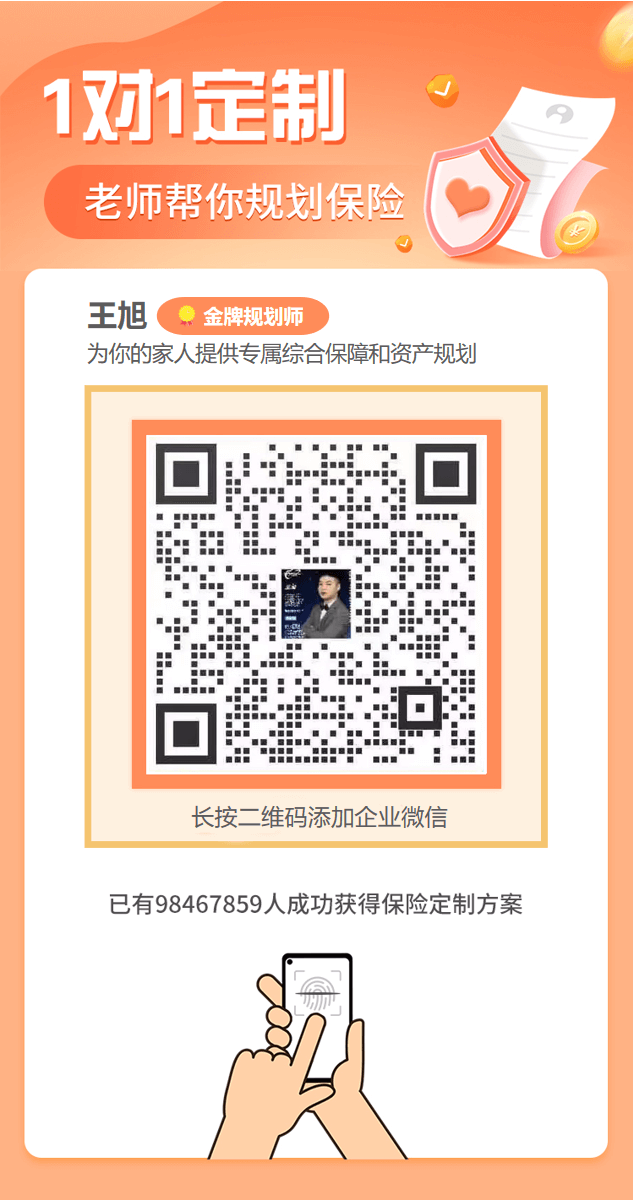 1对1定制
老师帮你规划保险
王旭 金牌规划师
为你的家人提供专属综合保障和资产规划
长按二维码添加企业微信
已有98467859人成功获得保险定制方案